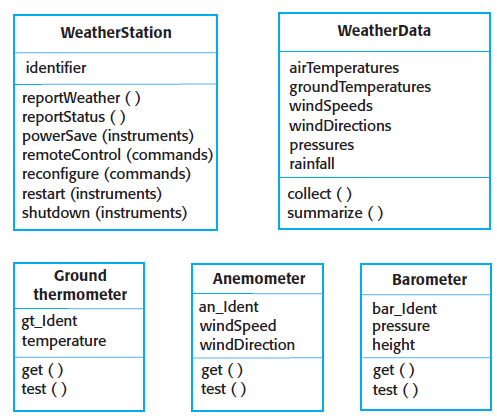 WeatherStation
identifier
reportWeather ( )
reportStatus ( )
powerSave (instruments)
remoteControl (commands)
reconfigure (commands)
restart (instruments)
shutdown (instruments)
WeatherData
airTemperatures
groundTemperatures
windSpeeds
windDirections
pressures
rainfall
collect ( )
summarize ( )
Ground
thermometer
gt_Ident
temperature
get ( )
test ( )
Anemometer
an_Ident
windSpeed
windDirection
get ( )
test ( )
Barometer
bar_Ident
pressure
height
get ( )
test ( )